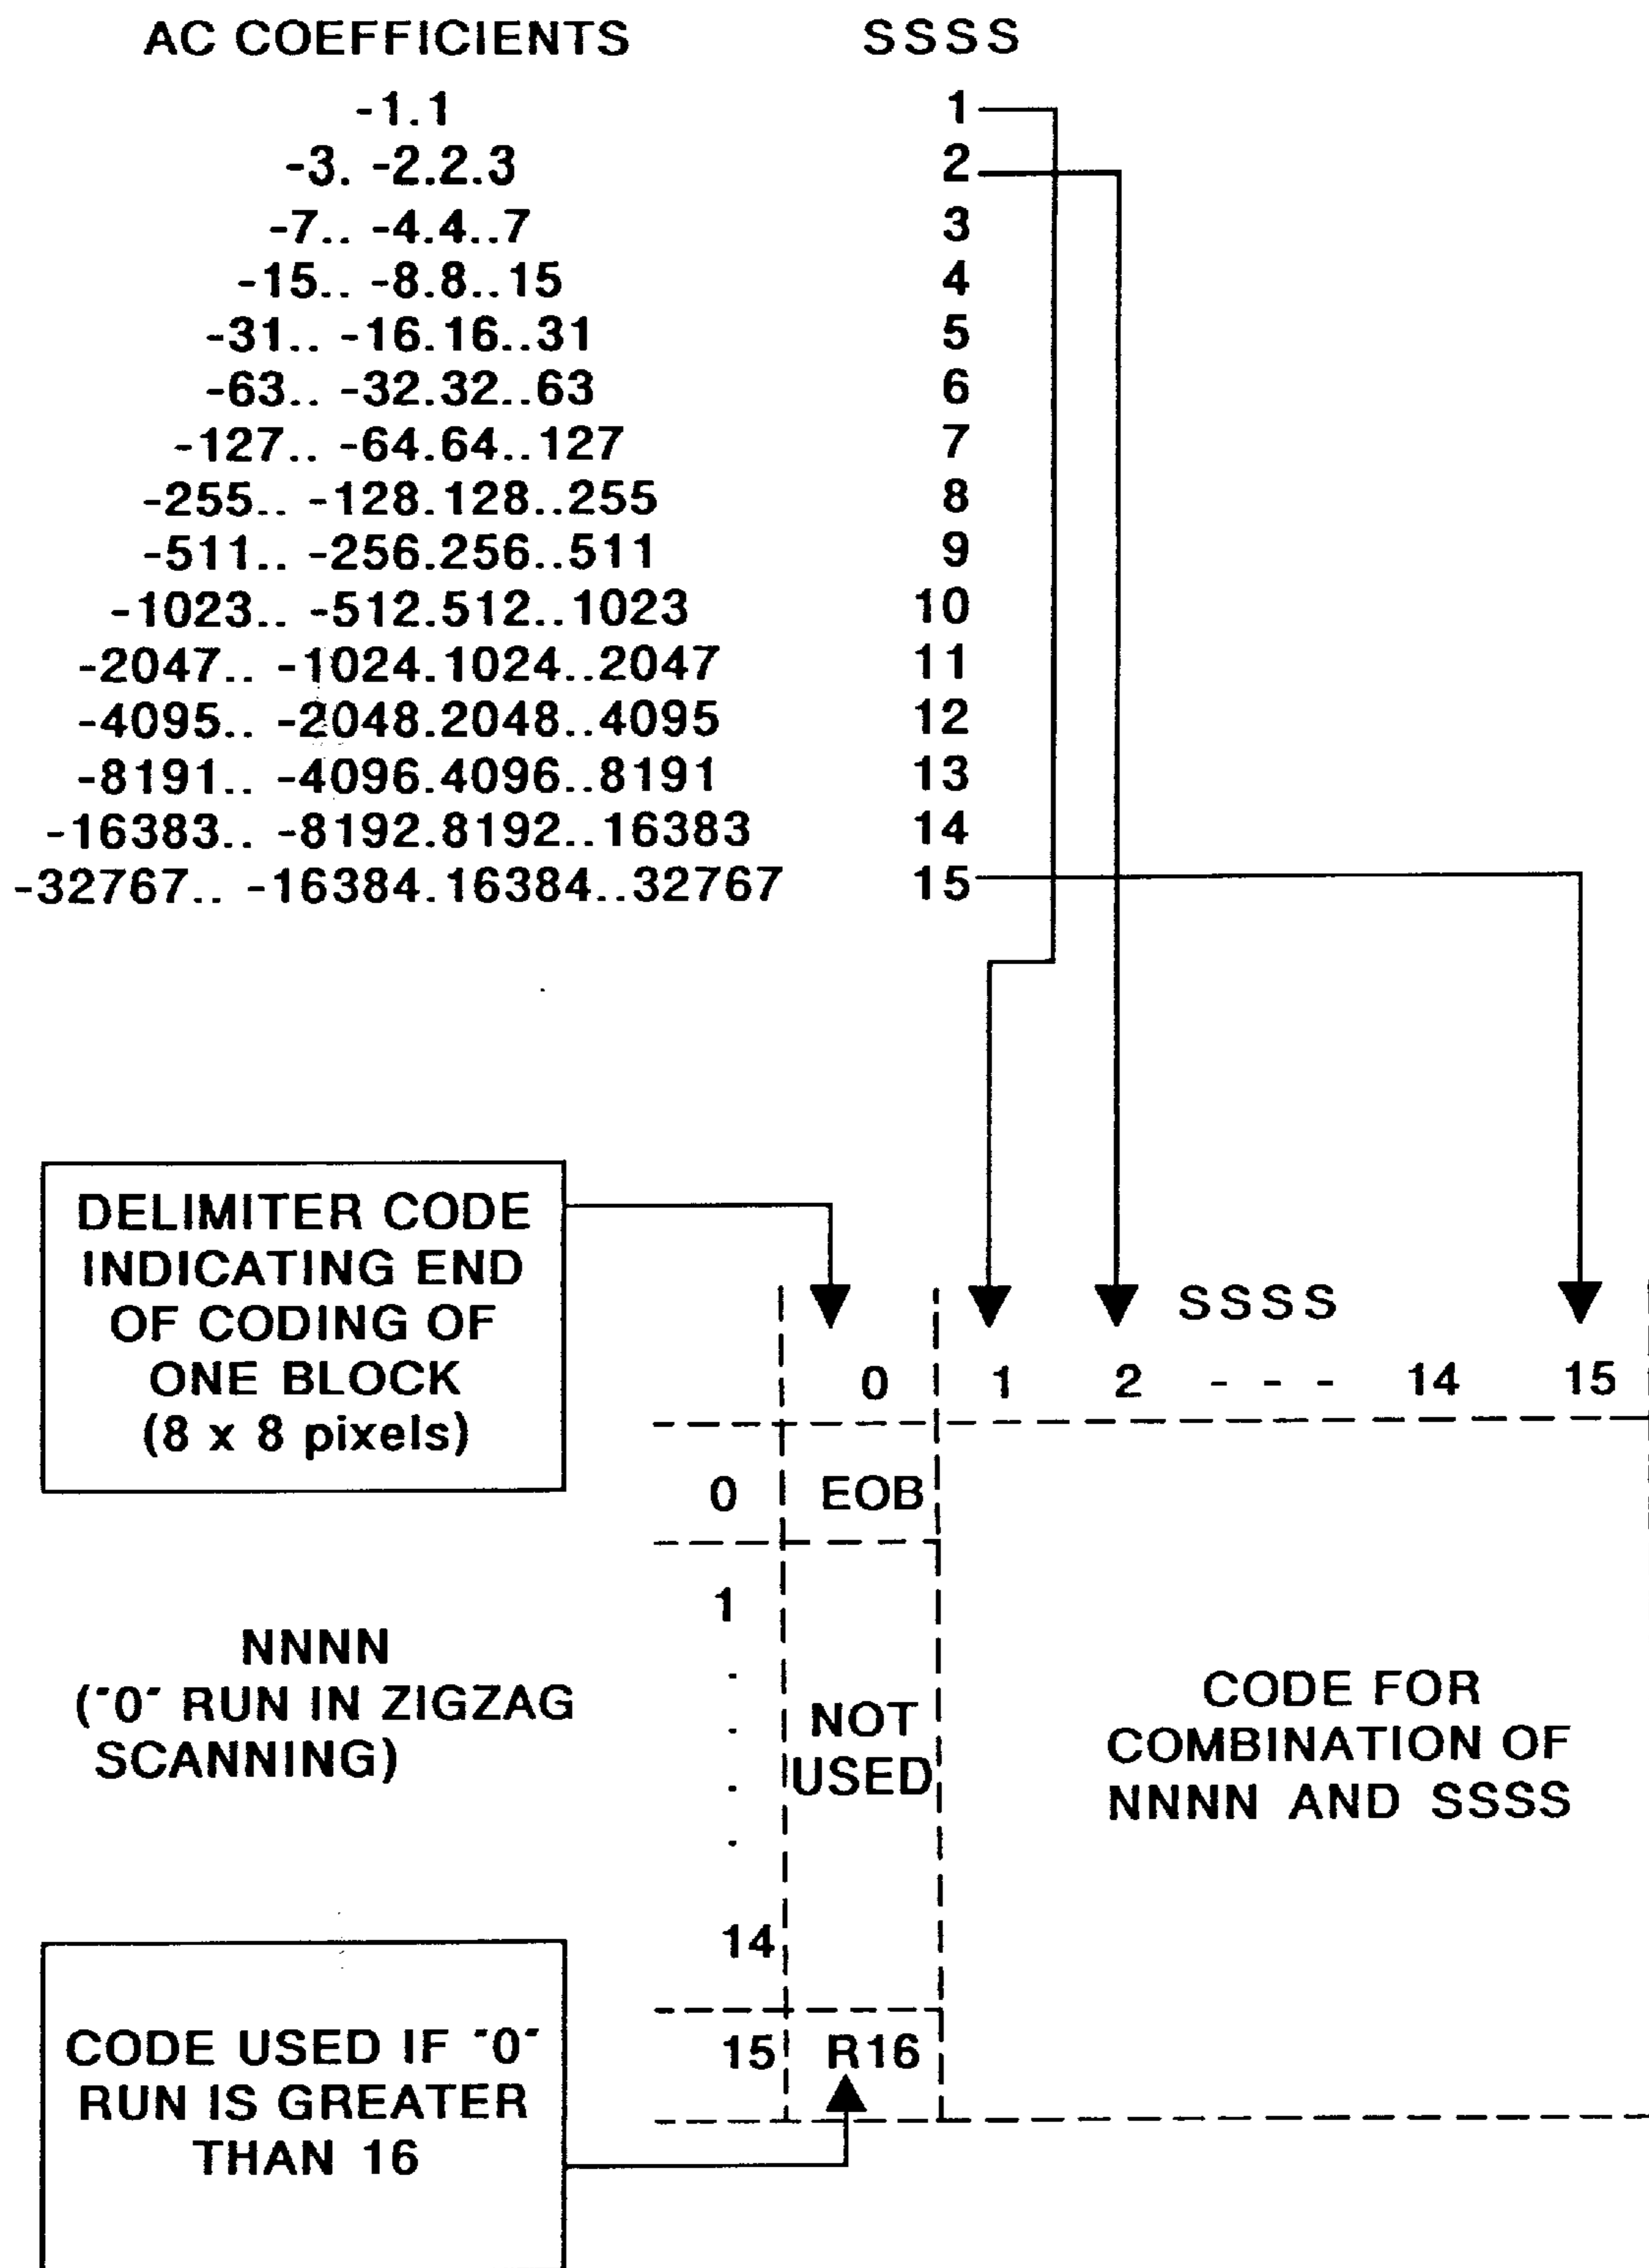 AC COEFFICIENTS SSSS
-1.1 1
-3. -2.2.3 2
-7.. -4.4..7 3
-15.. -8.8..15 4
-31.. -16.16..31 5
-63.. -32.32..63 6
-127.. -64.64..127 7
-255.. -128.128..255 8
-511.. -256.256..511 9
-1023.. -512.512..1023 10
-2047.. -1024.1024..2047 11
-4095.. -2048.2048..4095 12
-8191.. -4096.4096..8191 13
-16383.. -8192.8192..16383 14
-32767.. -16384.16384..32767 15
DELIMITER CODE
INDICATING END
OF CODING OF
ONE BLOCK
(8 x 8 pixels)
SSSS
0 1 2 - - - 14 15
0 EOB
1
.
.
.
.
14
NNNN
("0" RUN IN ZIGZAG
SCANNING)
NOT
USED
CODE FOR
COMBINATION OF
NNNN AND SSSS
15 R16
CODE USED IF "0"
RUN IS GREATER
THAN 16